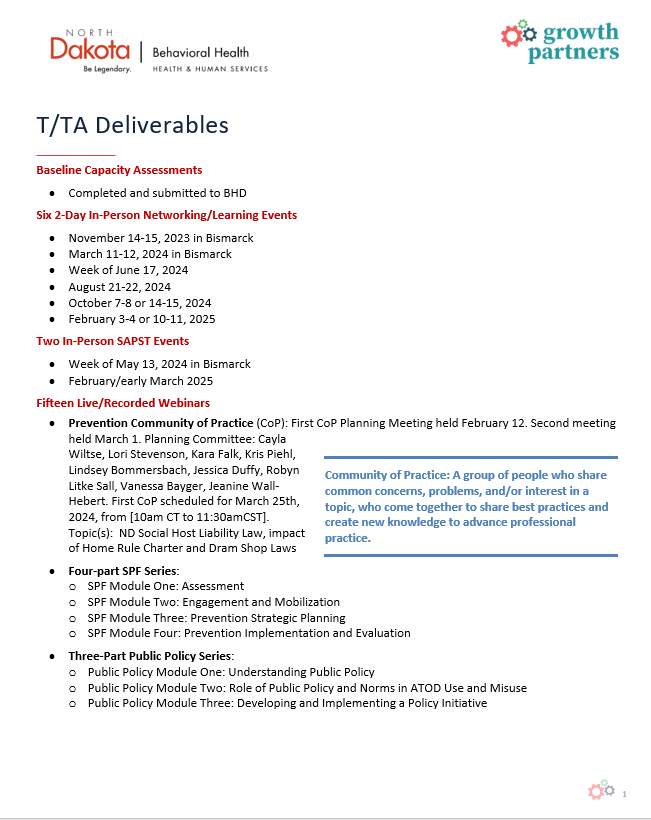 NORTH
Dakota
Be Legendary.
Behavioral Health
HEALTH & HUMAN SERVICES
growth
partners
T/TA Deliverables
Baseline Capacity Assessments
• Completed and submitted to BHD
Six 2-Day In-Person Networking/Learning Events
• November 14-15, 2023 in Bismarck
• March 11-12, 2024 in Bismarck
• Week of June 17, 2024
• August 21-22, 2024
• October 7-8 or 14-15, 2024
• February 3-4 or 10-11, 2025
Two In-Person SAPST Events
• Week of May 13, 2024 in Bismarck
• February/early March 2025
Fifteen Live/Recorded Webinars
• Prevention Community of Practice (CoP): First CoP Planning Meeting held February 12. Second meeting
held March 1. Planning Committee: Cayla
Wiltse, Lori Stevenson, Kara Falk, Kris Piehl,
Lindsey Bommersbach, Jessica Duffy, Robyn
Litke Sall, Vanessa Bayger, Jeanine Wall-
Hebert. First CoP scheduled for March 25th,
2024, from [10am CT to 11:30amCST].
Topic(s): ND Social Host Liability Law, impact
of Home Rule Charter and Dram Shop Laws
Community of Practice: A group of people who share
common concerns, problems, and/or interest in a
topic, who come together to share best practices and
create new knowledge to advance professional
practice.
• Four-part SPF Series:
o SPF Module One: Assessment
o SPF Module Two: Engagement and Mobilization
o SPF Module Three: Prevention Strategic Planning
o SPF Module Four: Prevention Implementation and Evaluation
• Three-Part Public Policy Series:
o Public Policy Module One: Understanding Public Policy
o Public Policy Module Two: Role of Public Policy and Norms in ATOD Use and Misuse
o Public Policy Module Three: Developing and Implementing a Policy Initiative
1